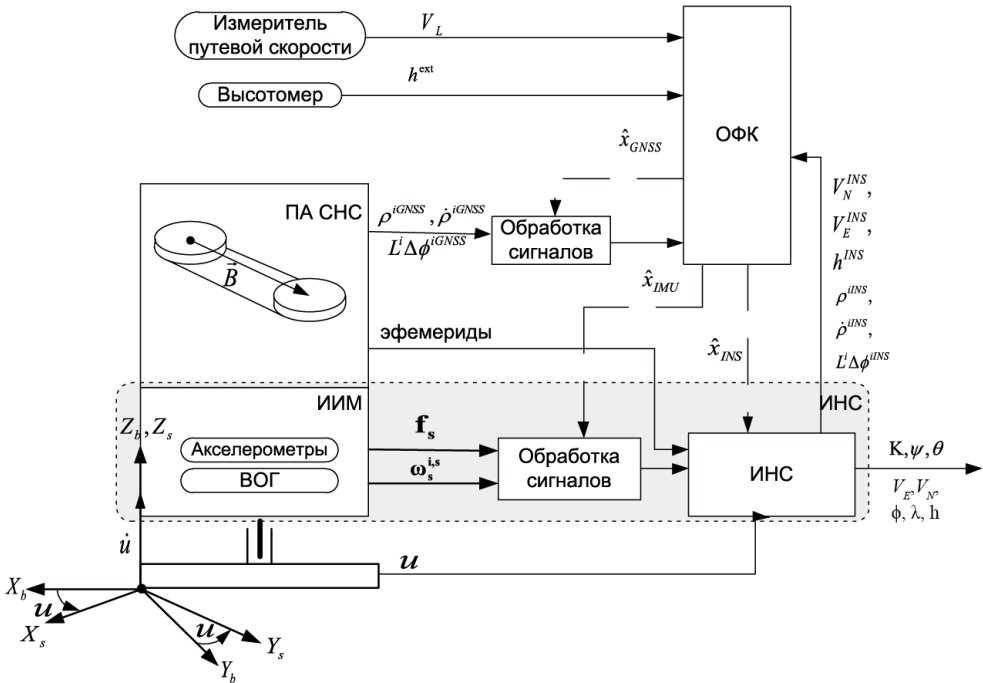 Измеритель
путевой скорости
V_L
Высотомер
h^ext
ОФК
x̂_GNSS
ПА СНС
ρ^iGNSS, ρ̇^iGNSS
L^iΔϕ^iGNSS
Обработка
сигналов
B⃗
V_N^INS,
V_E^INS,
h^INS
ρ^iINS,
ρ̇^iINS,
L^iΔϕ^iINS
x̂_IMU
эфемериды
x̂_INS
ИИМ
ИНС
Z_b, Z_s
Акселерометры
f_s
ВОГ
ω_s^i,s
Обработка
сигналов
ИНС
K,ψ,θ
V_E,V_N,
ϕ, λ, h
u̇
u
X_b
u
X_s
u
Y_s
Y_b